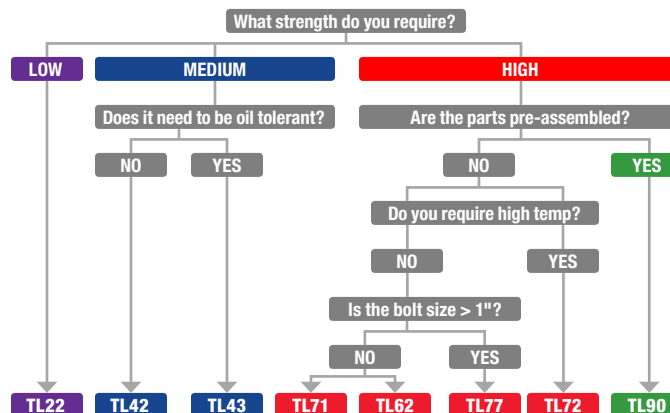 What strength do you require?
LOW
MEDIUM
HIGH
Does it need to be oil tolerant?
Are the parts pre-assembled?
NO
YES
NO
YES
Do you require high temp?
NO
YES
Is the bolt size > 1"?
NO
YES
TL22
TL42
TL43
TL71
TL62
TL77
TL72
TL90